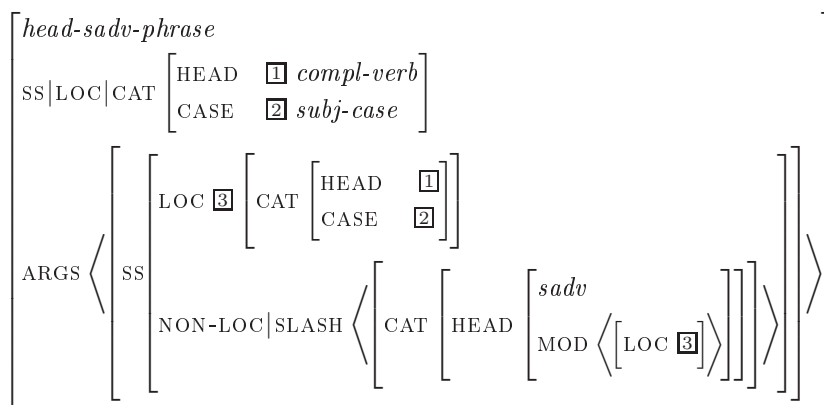 head-sadv-phrase
SS|LOC|CAT [HEAD [1] compl-verb
CASE [2] subj-case]
ARGS ⟨[SS [LOC [3] [CAT [HEAD [1]
CASE [2]]]
NON-LOC|SLASH ⟨[CAT [HEAD [sadv
MOD ⟨[LOC [3]]⟩]]]⟩]]⟩